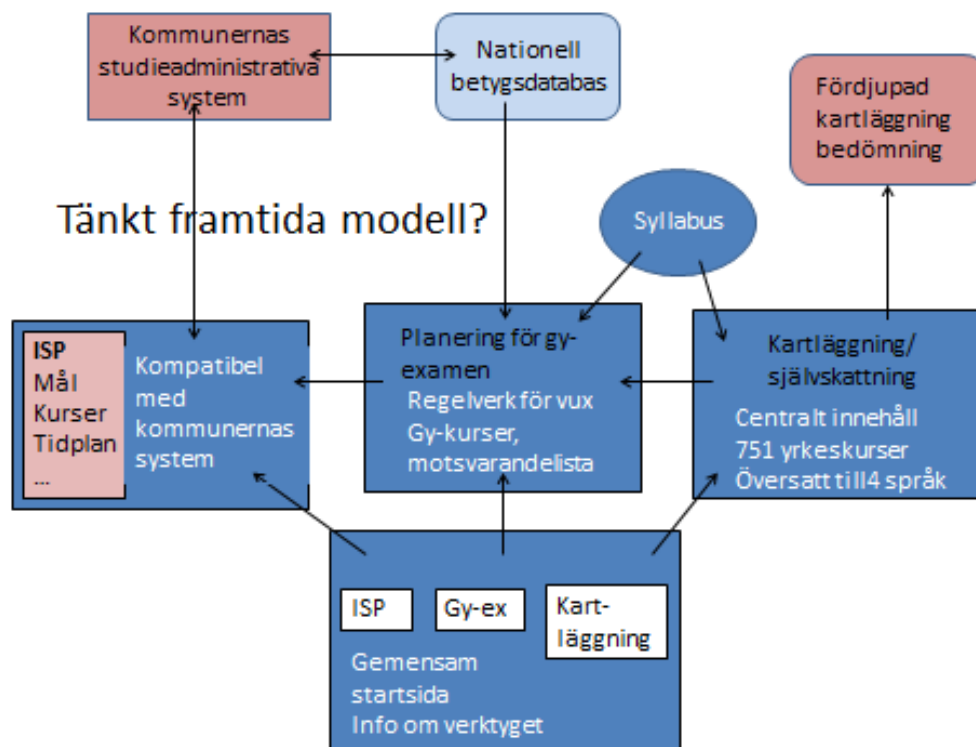 Kommunernas
studieadministrativa
system
Nationell
betygsdatabas
Fördjupad
kartläggning
bedömning
Tänkt framtida modell?
Syllabus
ISP
Mål
Kurser
Tidplan
...
Kompatibel
med
kommunernas
system
Planering för gy-
examen
Regelverk för vux
Gy-kurser,
motsvarandelista
Kartläggning/
självskattning
Centralt innehåll
751 yrkeskurser
Översatt till4 språk
ISP
Gy-ex
Kart-
läggning
Gemensam
startsida
Info om verktyget